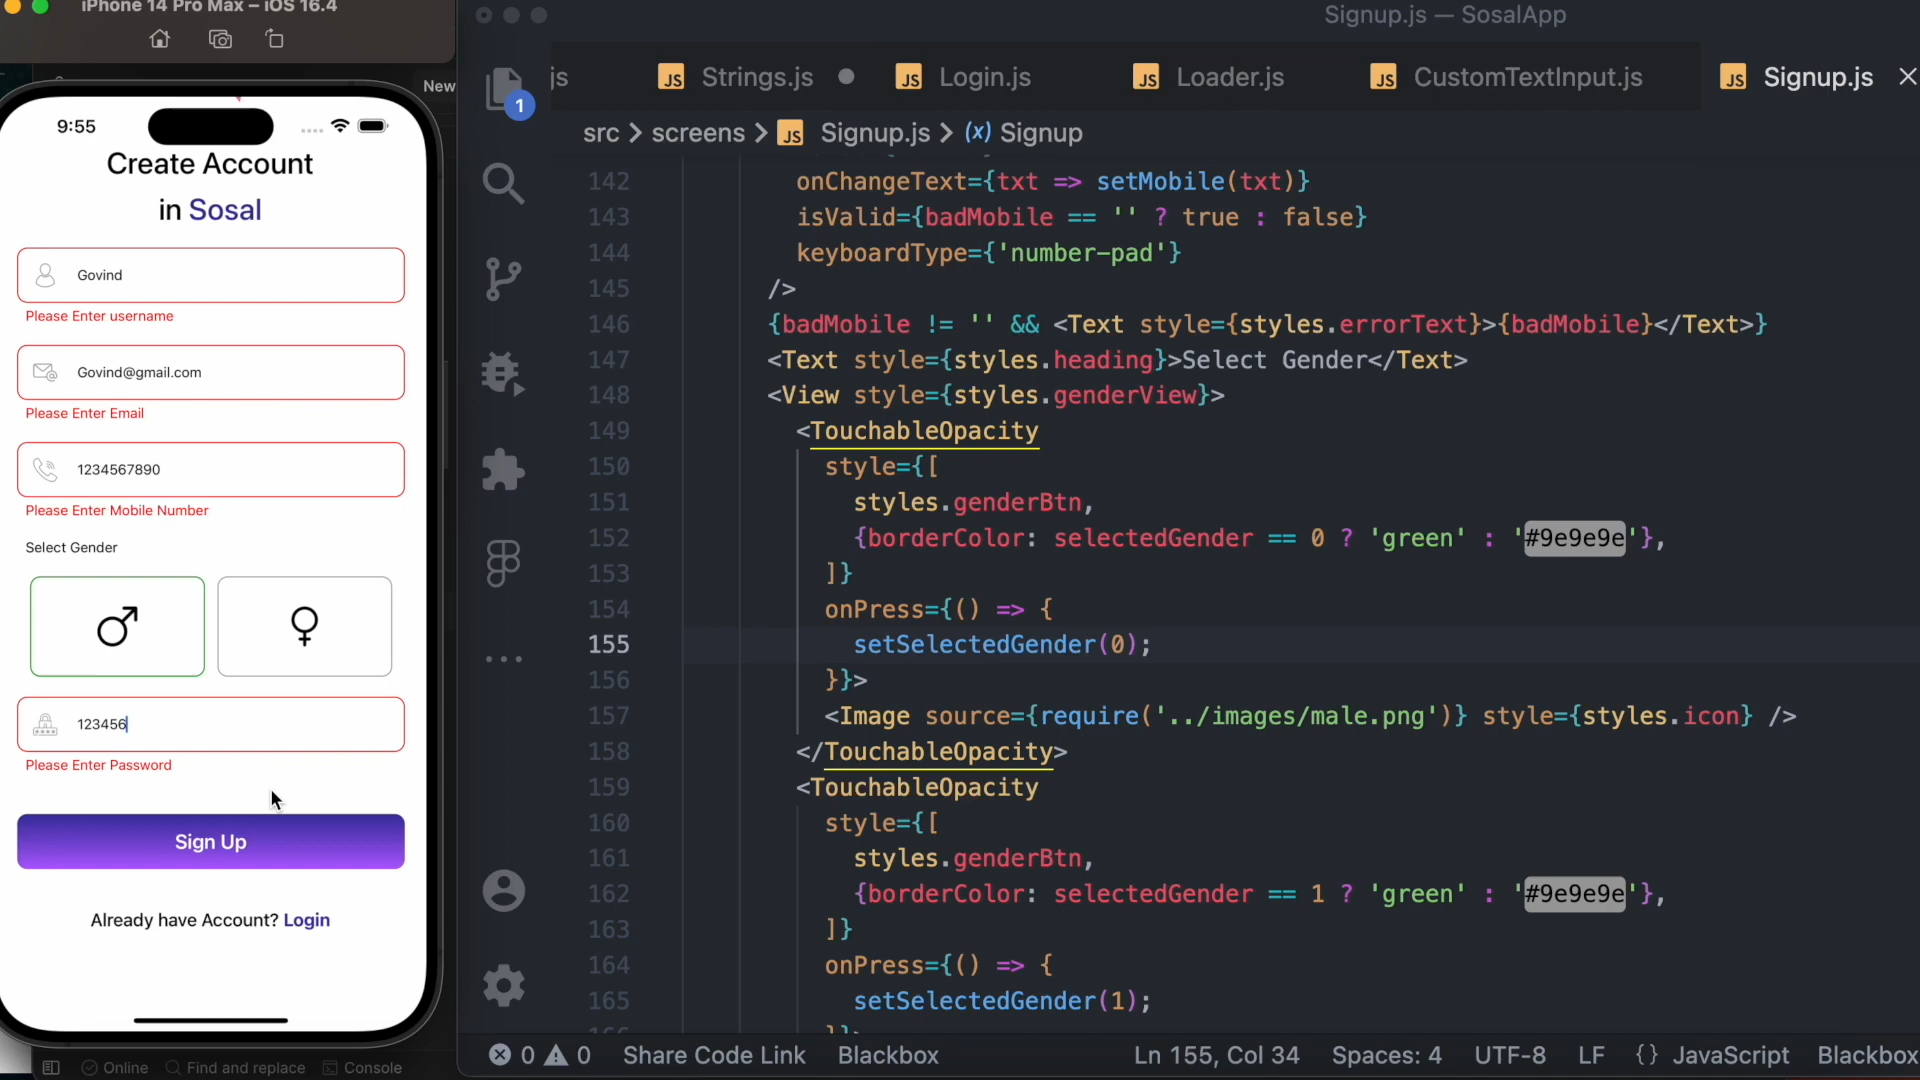 iPhone 14 Pro Max – iOS 16.4
New
9:55
Create Account
in Sosal
Govind
Please Enter username
Govind@gmail.com
Please Enter Email
1234567890
Please Enter Mobile Number
Select Gender
123456
Please Enter Password
Sign Up
Already have Account? Login
Online
Find and replace
Console
Signup.js — SosalApp
1
js
JS Strings.js
JS Login.js
JS Loader.js
JS CustomTextInput.js
JS Signup.js
src > screens > JS Signup.js > (x) Signup
142 onChangeText={txt => setMobile(txt)}
143 isValid={badMobile == '' ? true : false}
144 keyboardType={'number-pad'}
145 />
146 {badMobile != '' && <Text style={styles.errorText}>{badMobile}</Text>}
147 <Text style={styles.heading}>Select Gender</Text>
148 <View style={styles.genderView}>
149 <TouchableOpacity
150 style={[
151 styles.genderBtn,
152 {borderColor: selectedGender == 0 ? 'green' : '#9e9e9e'},
153 ]}
154 onPress={() => {
155 setSelectedGender(0);
156 }}>
157 <Image source={require('../images/male.png')} style={styles.icon} />
158 </TouchableOpacity>
159 <TouchableOpacity
160 style={[
161 styles.genderBtn,
162 {borderColor: selectedGender == 1 ? 'green' : '#9e9e9e'},
163 ]}
164 onPress={() => {
165 setSelectedGender(1);
0 0 Share Code Link Blackbox Ln 155, Col 34 Spaces: 4 UTF-8 LF {} JavaScript Blackbox